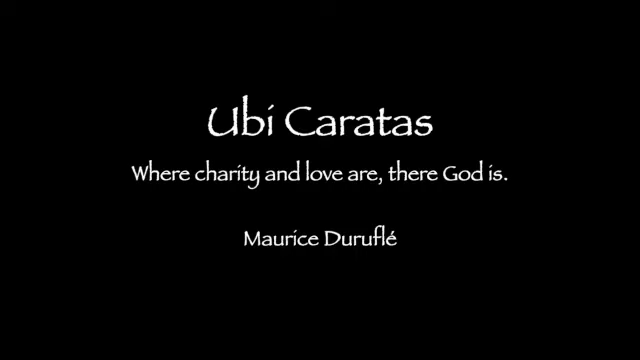 Ubi Caratas
Where charity and love are, there God is.
Maurice Duruflé